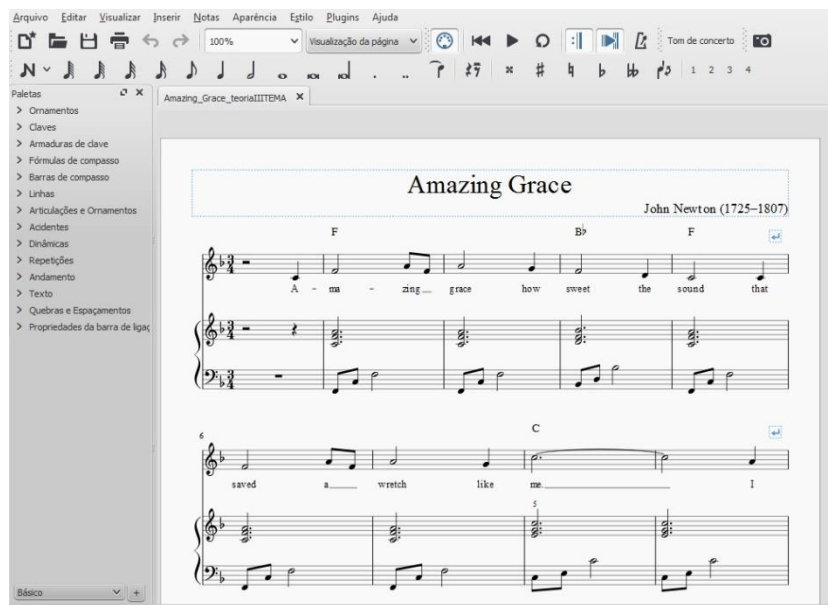 Arquivo Editar Visualizar Inserir Notas Aparência Estilo Plugins Ajuda
100% Visualização da página Tom de concerto
1 2 3 4
Paletas
Amazing_Grace_teoriaIIITEMA
Ornamentos
Claves
Armaduras de clave
Fórmulas de compasso
Barras de compasso
Linhas
Articulações e Ornamentos
Acidentes
Dinâmicas
Repetições
Andamento
Texto
Quebras e Espaçamentos
Propriedades da barra de ligaç
Básico
Amazing Grace
John Newton (1725–1807)
F B♭ F
A - ma - zing grace how sweet the sound that
6
C
saved a wretch like me. I
5